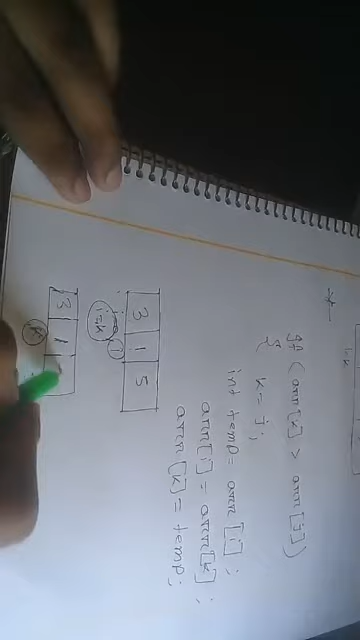 i=k
if (arr[k] > arr[j])
{ k = j;
int temp = arr[i];
arr[i] = arr[k];
arr[k] = temp;
3 1 5
i=k j
3 1
k